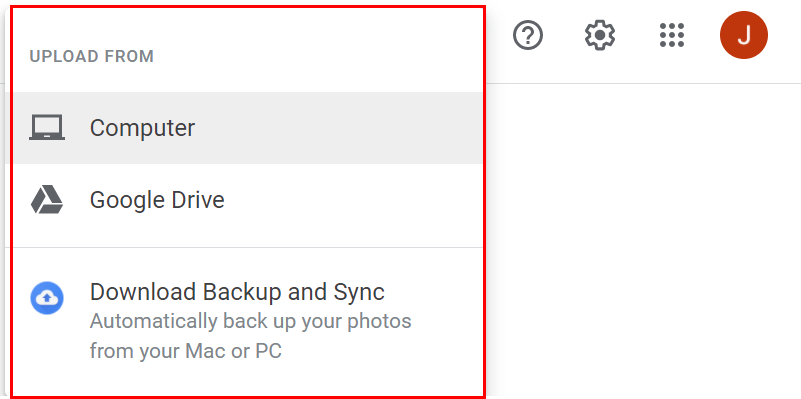 UPLOAD FROM
Computer
Google Drive
Download Backup and Sync
Automatically back up your photos
from your Mac or PC
?
J